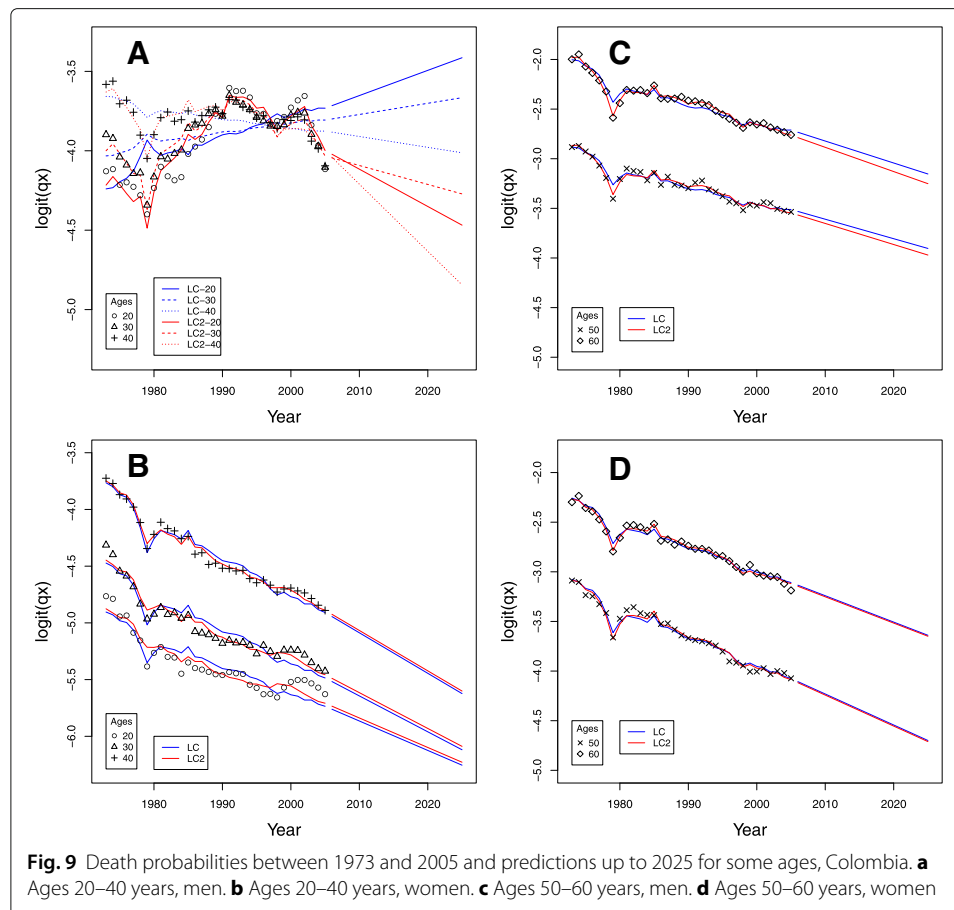 A
logit(qx)
-3.5
-4.0
-4.5
-5.0
Ages
20
30
40
LC-20
LC-30
LC-40
LC2-20
LC2-30
LC2-40
1980 1990 2000 2010 2020
Year
C
logit(qx)
-2.0
-2.5
-3.0
-3.5
-4.0
-4.5
-5.0
Ages
50
60
LC
LC2
1980 1990 2000 2010 2020
Year
B
logit(qx)
-3.5
-4.0
-4.5
-5.0
-5.5
-6.0
Ages
20
30
40
LC
LC2
1980 1990 2000 2010 2020
Year
D
logit(qx)
-2.0
-2.5
-3.0
-3.5
-4.0
-4.5
-5.0
Ages
50
60
LC
LC2
1980 1990 2000 2010 2020
Year
Fig. 9 Death probabilities between 1973 and 2005 and predictions up to 2025 for some ages, Colombia. a
Ages 20–40 years, men. b Ages 20–40 years, women. c Ages 50–60 years, men. d Ages 50–60 years, women